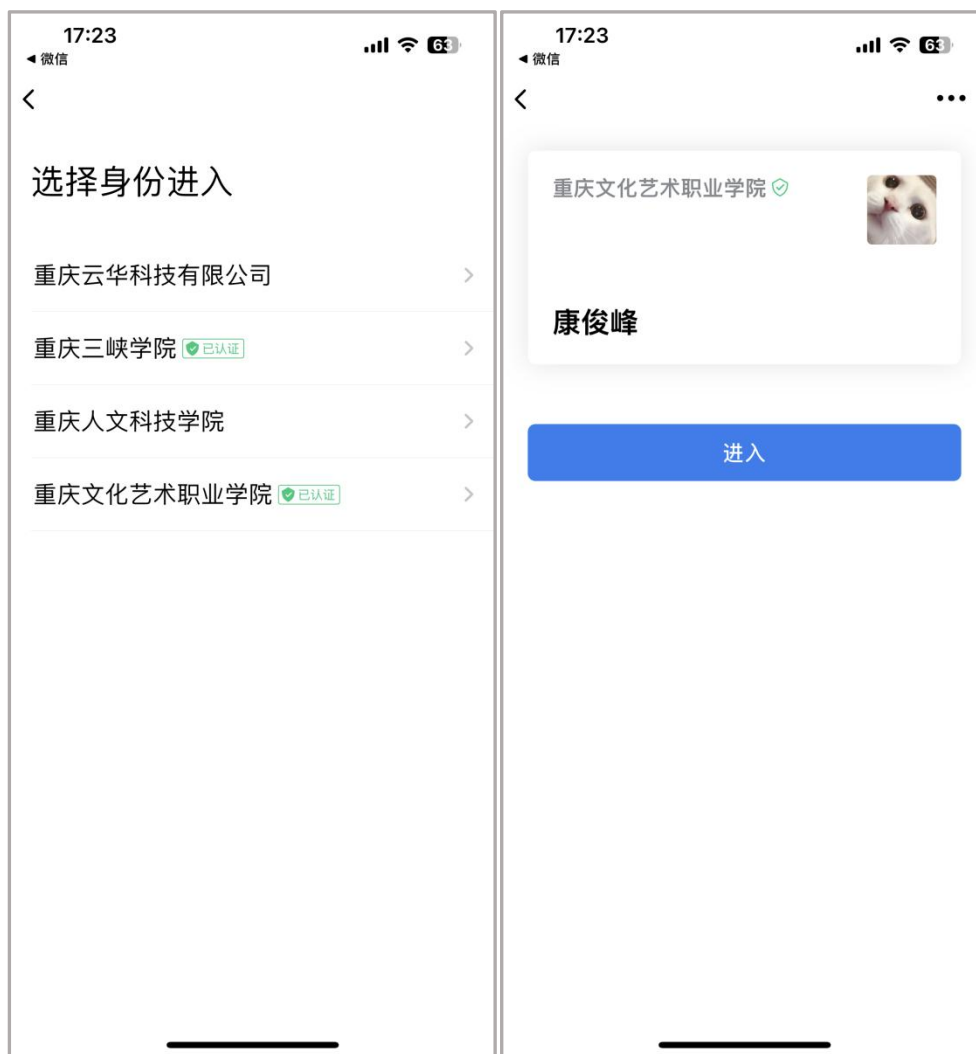 17:23
63
◀ 微信
选择身份进入
重庆云华科技有限公司
重庆三峡学院 已认证
重庆人文科技学院
重庆文化艺术职业学院 已认证
17:23
63
◀ 微信
重庆文化艺术职业学院
康俊峰
进入